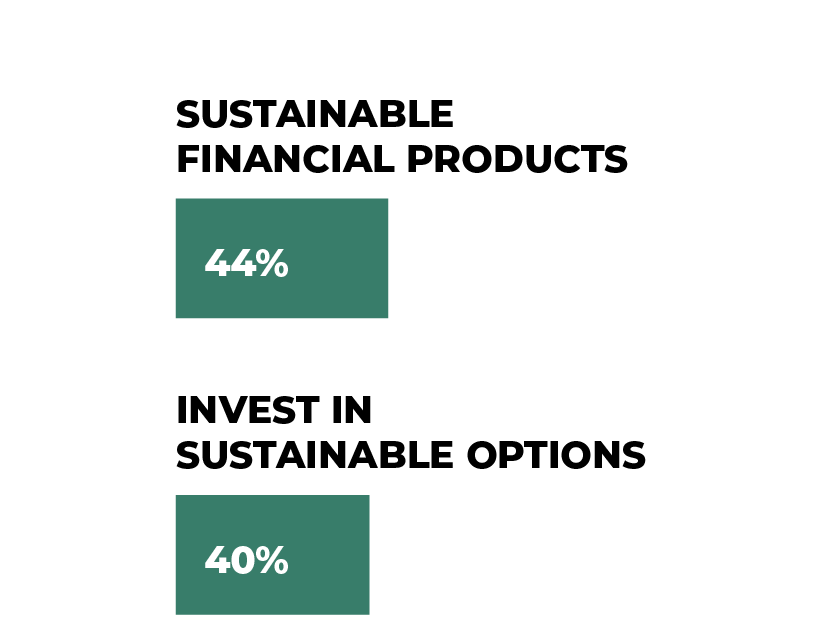 SUSTAINABLE
FINANCIAL PRODUCTS
44%
INVEST IN
SUSTAINABLE OPTIONS
40%